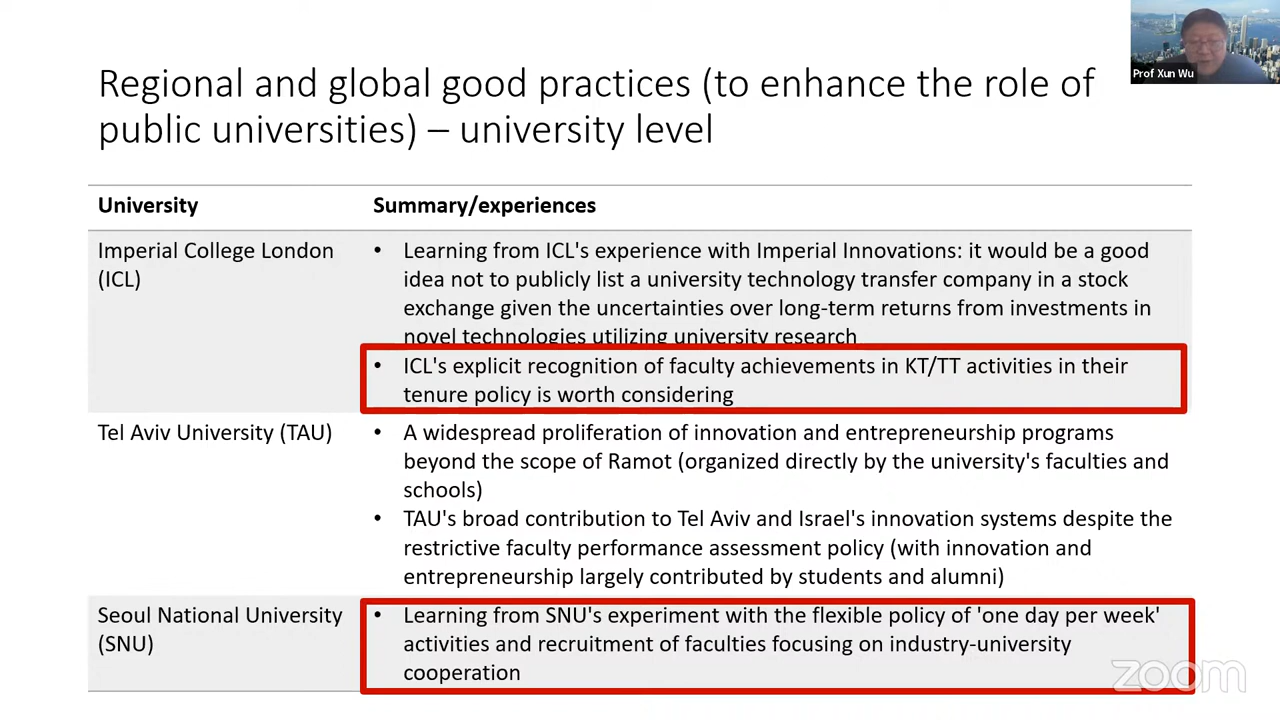 Prof Xun Wu
Regional and global good practices (to enhance the role of
public universities) – university level
University
Summary/experiences
Imperial College London
(ICL)
• Learning from ICL's experience with Imperial Innovations: it would be a good
idea not to publicly list a university technology transfer company in a stock
exchange given the uncertainties over long-term returns from investments in
novel technologies utilizing university research
• ICL's explicit recognition of faculty achievements in KT/TT activities in their
tenure policy is worth considering
Tel Aviv University (TAU)
• A widespread proliferation of innovation and entrepreneurship programs
beyond the scope of Ramot (organized directly by the university's faculties and
schools)
• TAU's broad contribution to Tel Aviv and Israel's innovation systems despite the
restrictive faculty performance assessment policy (with innovation and
entrepreneurship largely contributed by students and alumni)
Seoul National University
(SNU)
• Learning from SNU's experiment with the flexible policy of 'one day per week'
activities and recruitment of faculties focusing on industry-university
cooperation
zoom